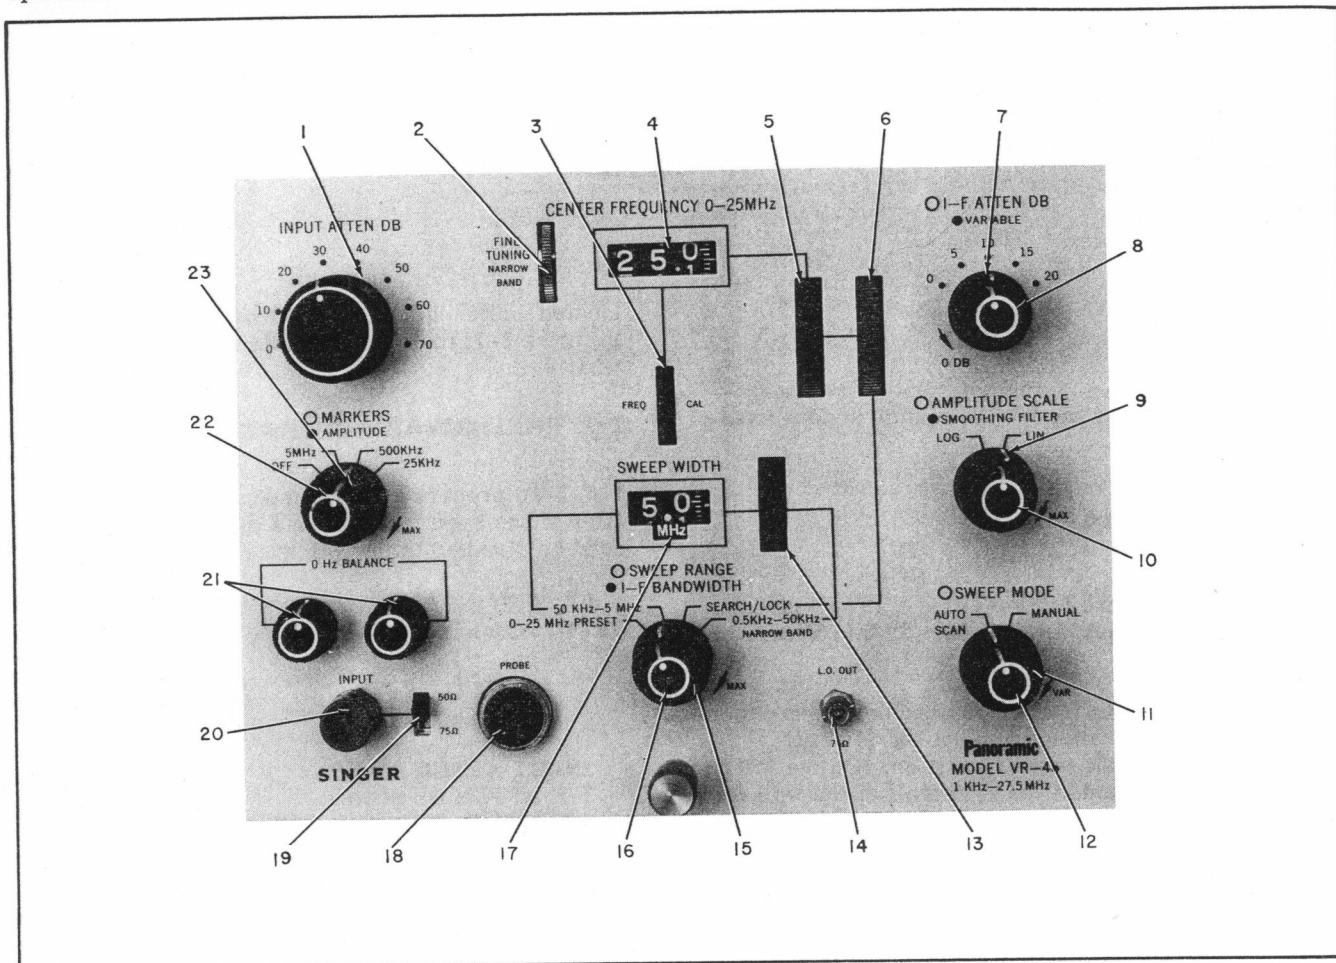 1
2
3
4
5
6
7
8
9
10
11
12
13
14
15
16
17
18
19
20
21
22
23
INPUT ATTEN DB
0
10
20
30
40
50
60
70
FINE
TUNING
NARROW
BAND
CENTER FREQUENCY 0–25MHz
2 5.0
.1
FREQ
CAL
O I–F ATTEN DB
● VARIABLE
0
5
10
15
20
0 DB
O MARKERS
● AMPLITUDE
OFF
5MHz
500KHz
25KHz
MAX
0 Hz BALANCE
SWEEP WIDTH
5.0
.1
MHz
O SWEEP RANGE
● I–F BANDWIDTH
50 KHz–5 MHz
SEARCH/LOCK
0–25 MHz PRESET
0.5KHz–50KHz
NARROW BAND
MAX
O AMPLITUDE SCALE
● SMOOTHING FILTER
LOG
LIN
MAX
O SWEEP MODE
AUTO
SCAN
MANUAL
VAR
INPUT
50Ω
75Ω
PROBE
L.O. OUT
SINGER
Panoramic
MODEL VR–4
1 KHz–27.5 MHz